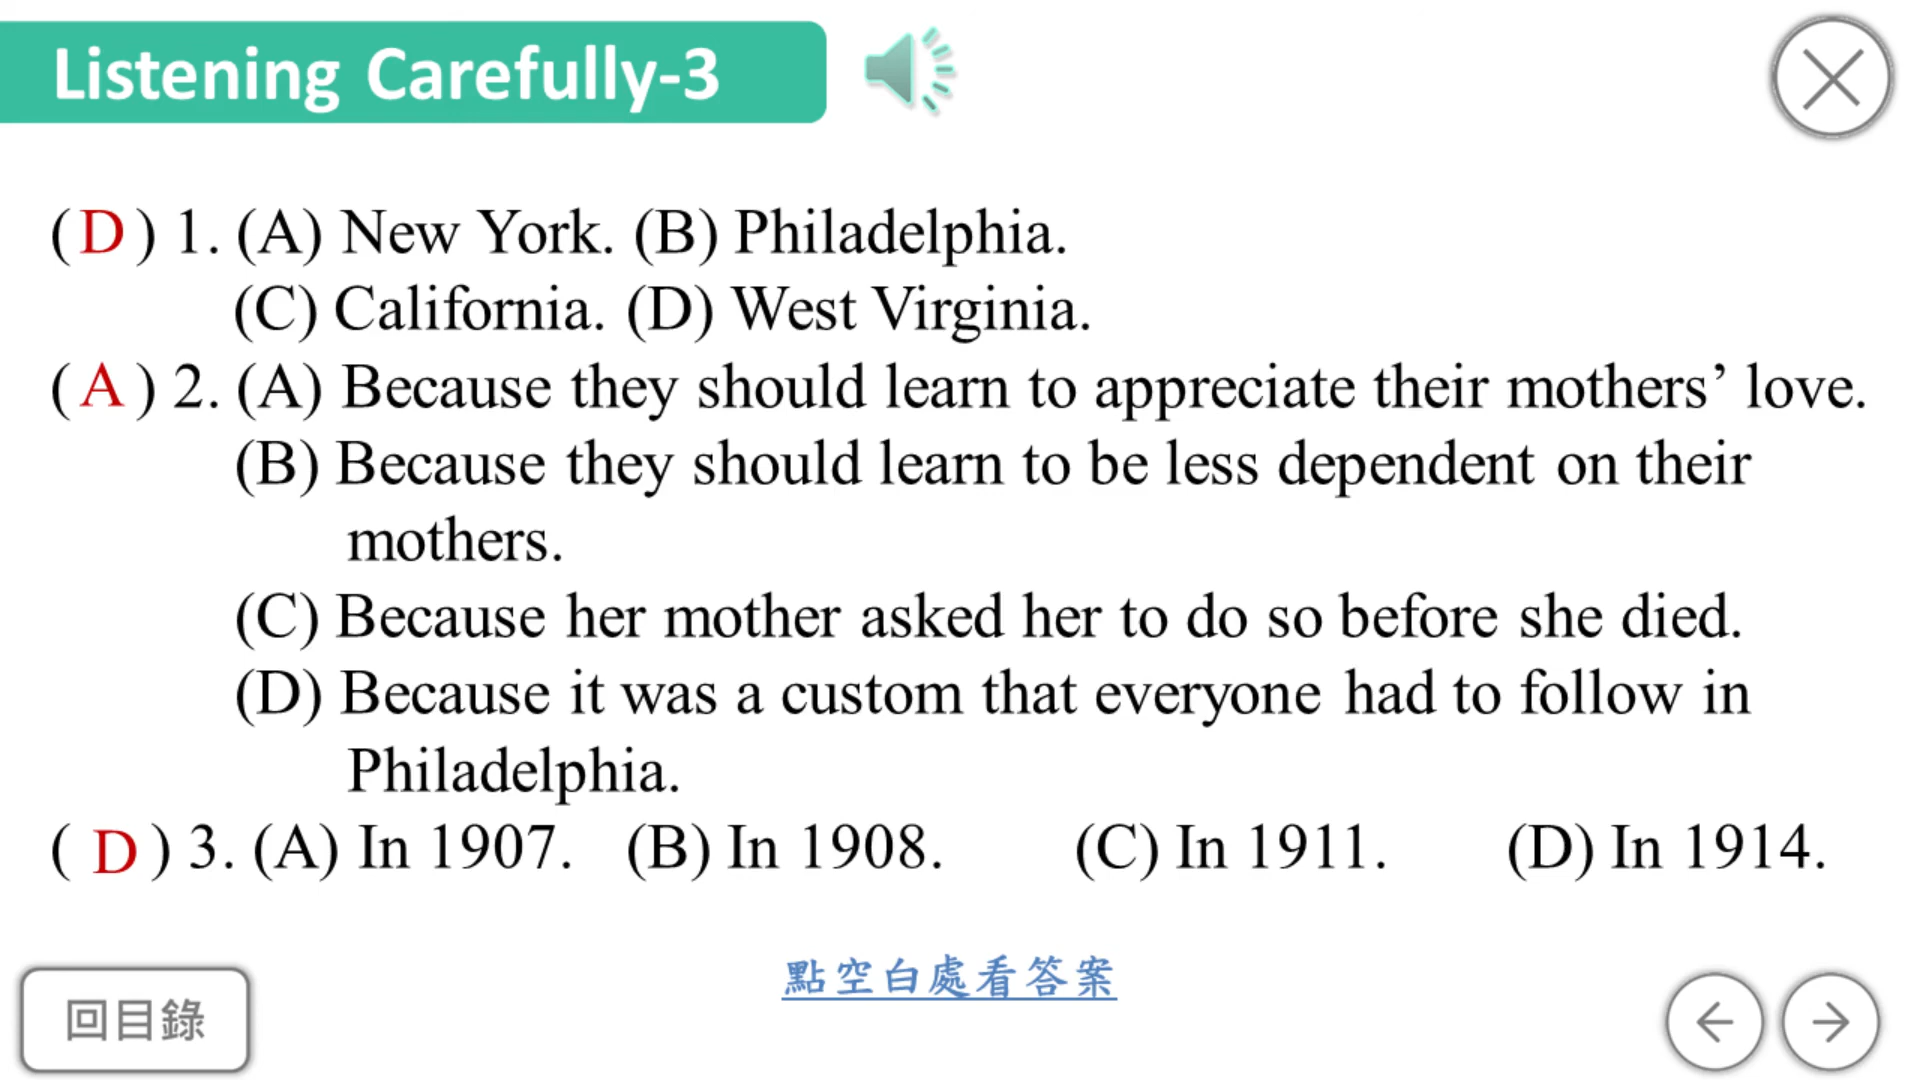 Listening Carefully-3
( D ) 1. (A) New York. (B) Philadelphia.
(C) California. (D) West Virginia.
( A ) 2. (A) Because they should learn to appreciate their mothers’ love.
(B) Because they should learn to be less dependent on their
mothers.
(C) Because her mother asked her to do so before she died.
(D) Because it was a custom that everyone had to follow in
Philadelphia.
( D ) 3. (A) In 1907. (B) In 1908. (C) In 1911. (D) In 1914.
點空白處看答案
回目錄